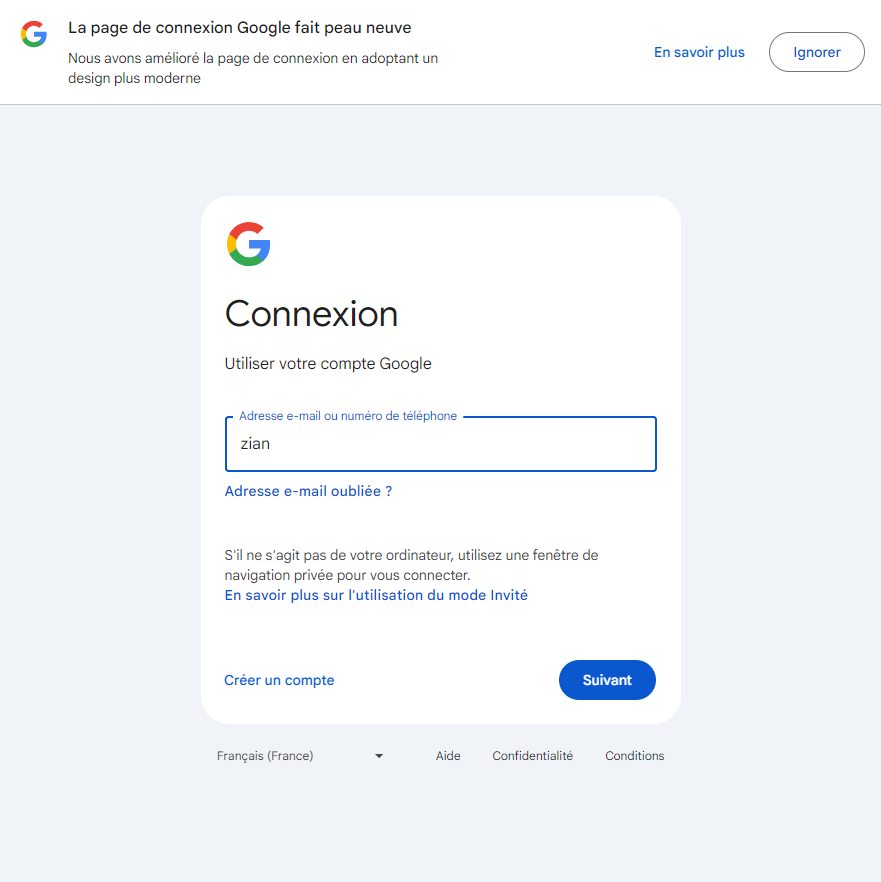 La page de connexion Google fait peau neuve
Nous avons amélioré la page de connexion en adoptant un
design plus moderne
En savoir plus
Ignorer
Connexion
Utiliser votre compte Google
Adresse e-mail ou numéro de téléphone
zian
Adresse e-mail oubliée ?
S'il ne s'agit pas de votre ordinateur, utilisez une fenêtre de
navigation privée pour vous connecter.
En savoir plus sur l'utilisation du mode Invité
Créer un compte
Suivant
Français (France)
Aide
Confidentialité
Conditions